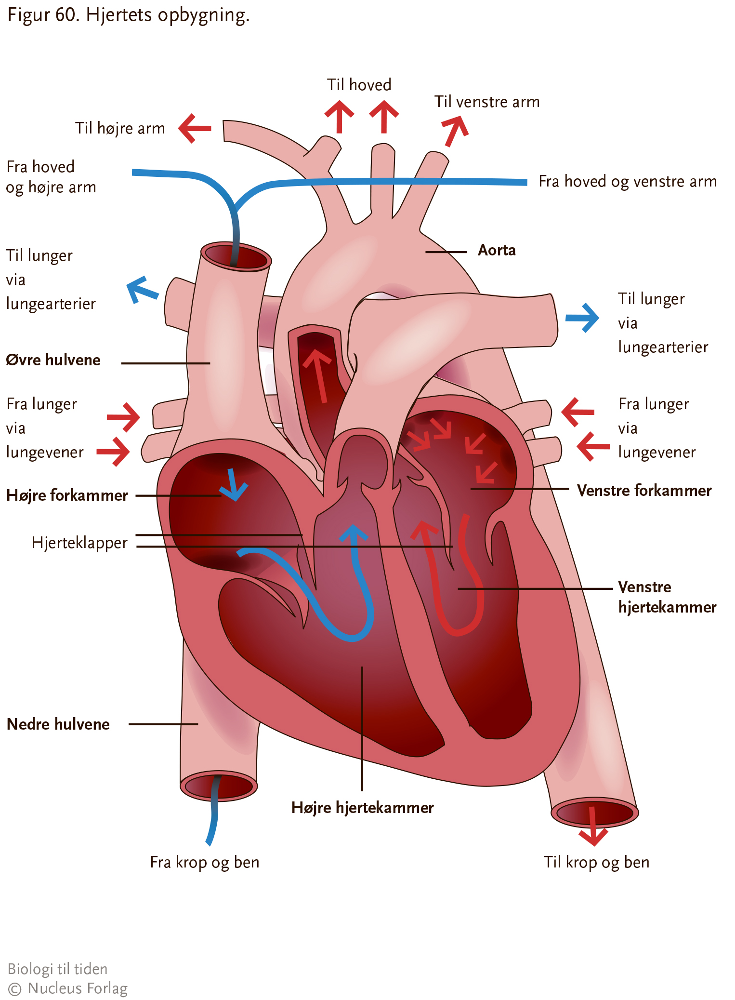 Figur 60. Hjertets opbygning.
Til hoved
Til venstre arm
Til højre arm
Fra hoved
og højre arm
Fra hoved og venstre arm
Aorta
Til lunger
via
lungearterier
Til lunger
via
lungearterier
Øvre hulvene
Fra lunger
via
lungevener
Fra lunger
via
lungevener
Højre forkammer
Venstre forkammer
Hjerteklapper
Venstre
hjertekammer
Nedre hulvene
Højre hjertekammer
Fra krop og ben
Til krop og ben
Biologi til tiden
© Nucleus Forlag